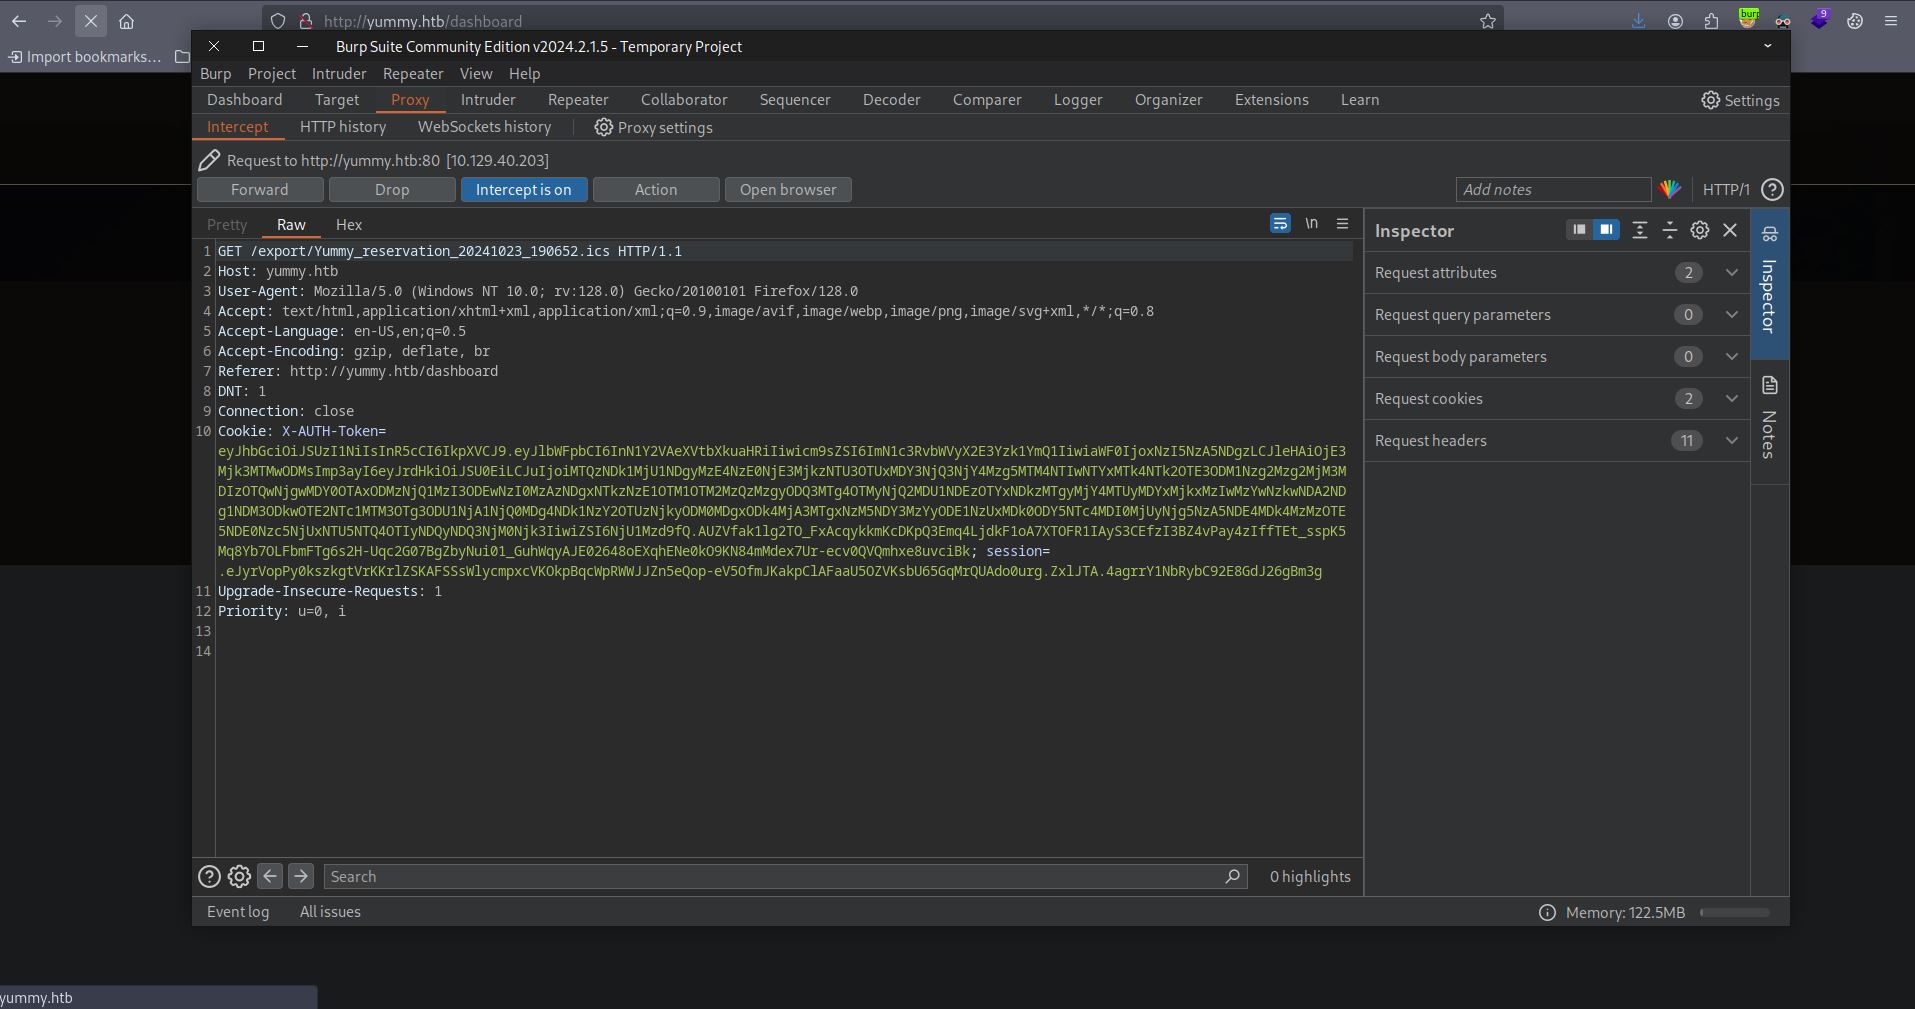 http://yummy.htb/dashboard
burp
9
Import bookmarks...
Burp Suite Community Edition v2024.2.1.5 - Temporary Project
Burp Project Intruder Repeater View Help
Dashboard Target Proxy Intruder Repeater Collaborator Sequencer Decoder Comparer Logger Organizer Extensions Learn Settings
Intercept HTTP history WebSockets history Proxy settings
Request to http://yummy.htb:80 [10.129.40.203]
Forward Drop Intercept is on Action Open browser Add notes HTTP/1 ?
Pretty Raw Hex \n
Inspector
1 GET /export/Yummy_reservation_20241023_190652.ics HTTP/1.1
2 Host: yummy.htb
3 User-Agent: Mozilla/5.0 (Windows NT 10.0; rv:128.0) Gecko/20100101 Firefox/128.0
4 Accept: text/html,application/xhtml+xml,application/xml;q=0.9,image/avif,image/webp,image/png,image/svg+xml,*/*;q=0.8
5 Accept-Language: en-US,en;q=0.5
6 Accept-Encoding: gzip, deflate, br
7 Referer: http://yummy.htb/dashboard
8 DNT: 1
9 Connection: close
10 Cookie: X-AUTH-Token=
session=
11 Upgrade-Insecure-Requests: 1
12 Priority: u=0, i
13
14
Request attributes 2
Request query parameters 0
Request body parameters 0
Request cookies 2
Request headers 11
Inspector
Notes
? Search 0 highlights
Event log All issues Memory: 122.5MB
yummy.htb